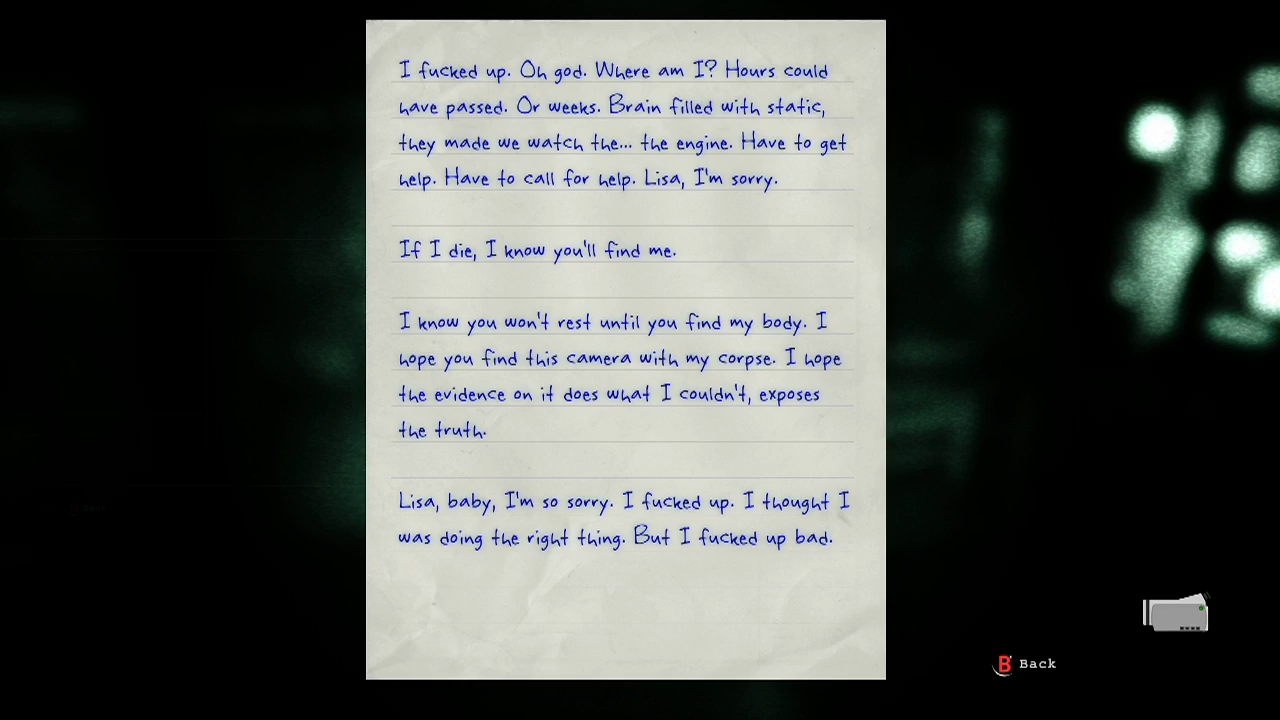 I fucked up. Oh god. Where am I? Hours could
have passed. Or weeks. Brain filled with static,
they made we watch the... the engine. Have to get
help. Have to call for help. Lisa, I'm sorry.
If I die, I know you'll find me.
I know you won't rest until you find my body. I
hope you find this camera with my corpse. I hope
the evidence on it does what I couldn't, exposes
the truth.
Lisa, baby, I'm so sorry. I fucked up. I thought I
was doing the right thing. But I fucked up bad.
B Back